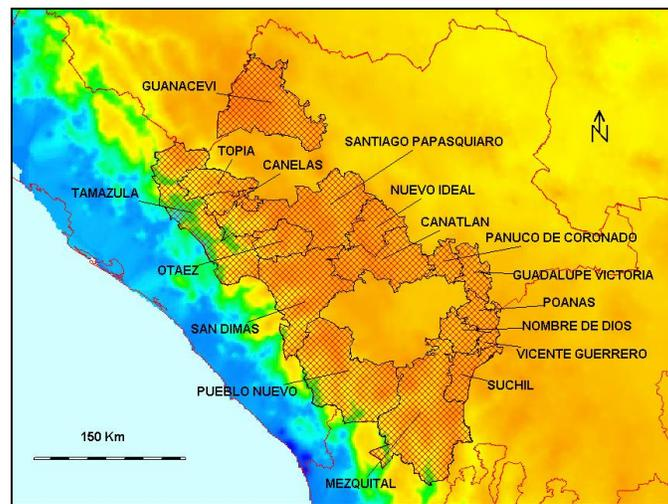 GUANACEVI
N
SANTIAGO PAPASQUIARO
TOPIA
CANELAS
TAMAZULA
NUEVO IDEAL
CANATLAN
PANUCO DE CORONADO
OTAEZ
GUADALUPE VICTORIA
POANAS
SAN DIMAS
NOMBRE DE DIOS
VICENTE GUERRERO
PUEBLO NUEVO
SUCHIL
150 Km
MEZQUITAL